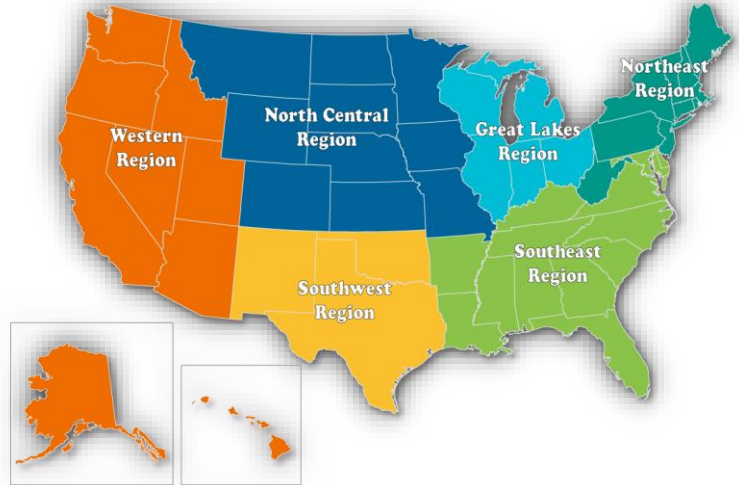 Northeast
Region
North Central
Region
Great Lakes
Region
Western
Region
Southeast
Region
Southwest
Region